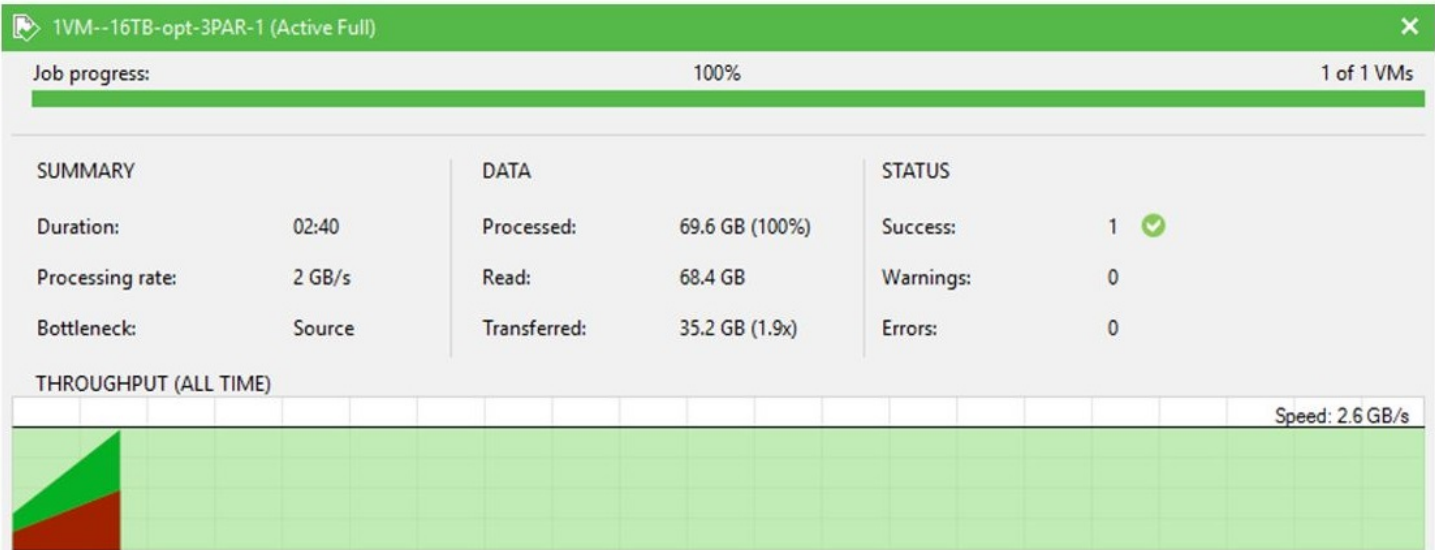 1VM--16TB-opt-3PAR-1 (Active Full)
Job progress: 100% 1 of 1 VMs
SUMMARY DATA STATUS
Duration: 02:40 Processed: 69.6 GB (100%) Success: 1
Processing rate: 2 GB/s Read: 68.4 GB Warnings: 0
Bottleneck: Source Transferred: 35.2 GB (1.9x) Errors: 0
THROUGHPUT (ALL TIME)
Speed: 2.6 GB/s